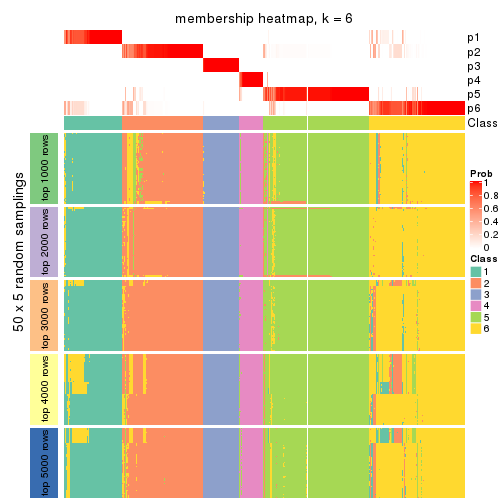 membership heatmap, k = 6
p1
p2
p3
p4
p5
p6
Class
50 x 5 random samplings
top 1000 rows
top 2000 rows
top 3000 rows
top 4000 rows
top 5000 rows
Prob
1
0.8
0.6
0.4
0.2
0
Class
1
2
3
4
5
6